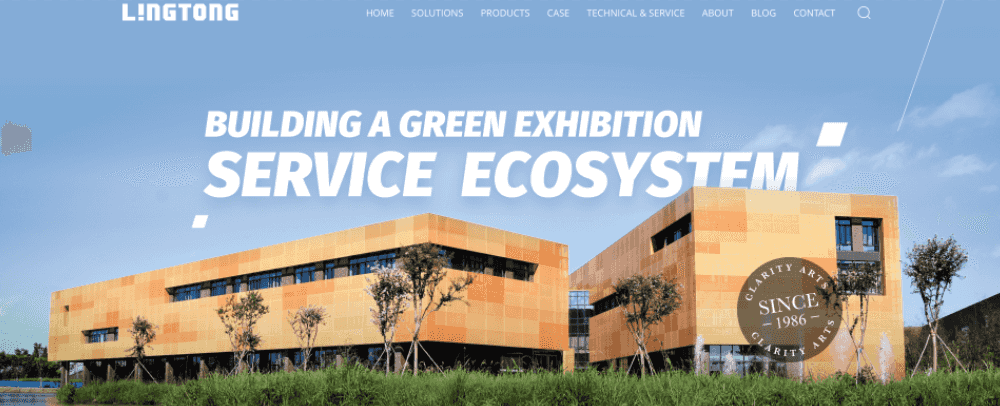 L!NGTONG
HOME SOLUTIONS PRODUCTS CASE TECHNICAL & SERVICE ABOUT BLOG CONTACT
BUILDING A GREEN EXHIBITION
SERVICE ECOSYSTEM
CLARITY ARTS
SINCE
– 1986 –
CLARITY ARTS